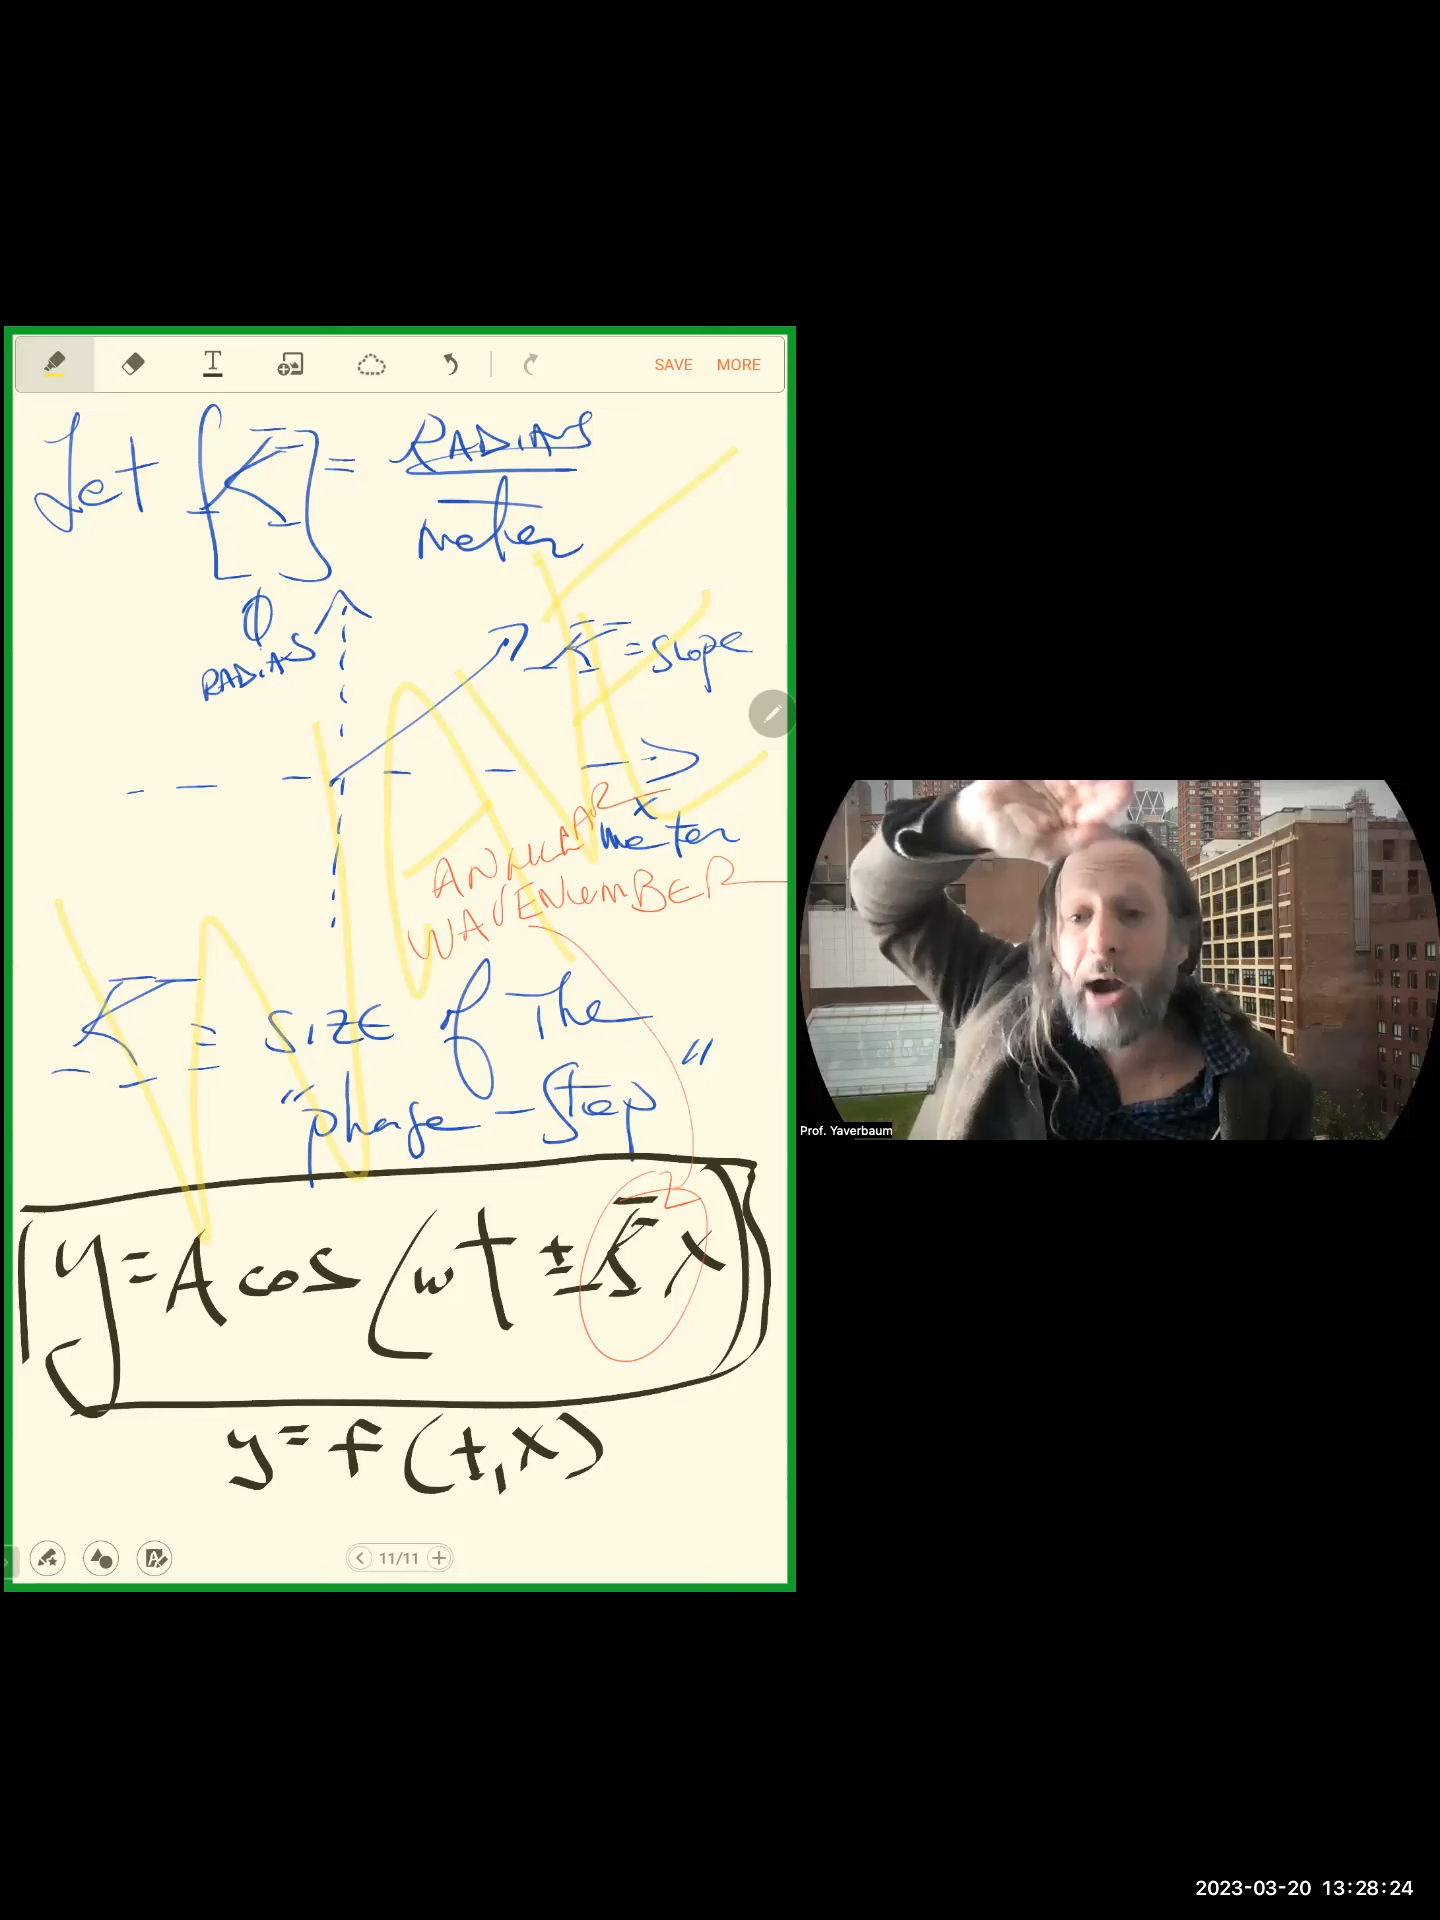 T
SAVE MORE
Let [K] = RADIANS
meter
ϕ
RADIANS
K = slope
x
meter
ANGULAR
WAVENUMBER
K ≡ SIZE of The
"phase-step"
WAVE
y = A cos (ωt ± Kx)
y = f(t,x)
11/11
Prof. Yaverbaum
2023-03-20 13:28:24